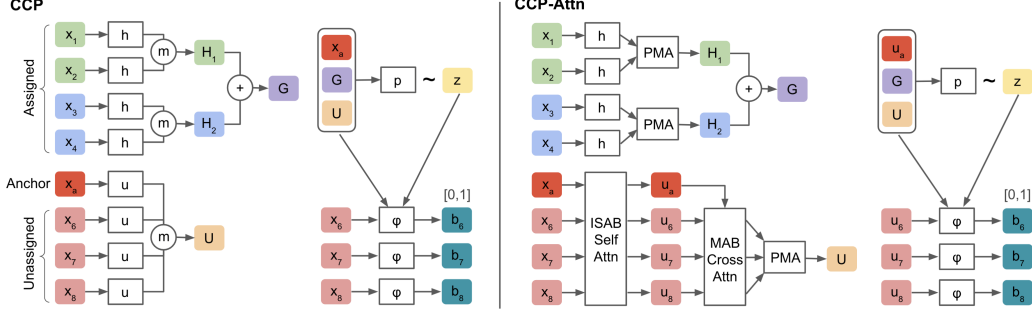 CCP
x1 h m H1
x2 h
Assigned
x3 h m H2
x4 h
+ G
Anchor xa u
x6 u
Unassigned
x7 u
x8 u
m U
xa
G
U
p ~ z
[0,1]
x6 φ b6
x7 φ b7
x8 φ b8
CCP-Attn
x1 h PMA H1
x2 h
x3 h PMA H2
x4 h
+ G
xa ua
x6 u6
x7 u7
x8 u8
ISAB
Self
Attn
MAB
Cross
Attn
PMA U
ua
G
U
p ~ z
[0,1]
u6 φ b6
u7 φ b7
u8 φ b8